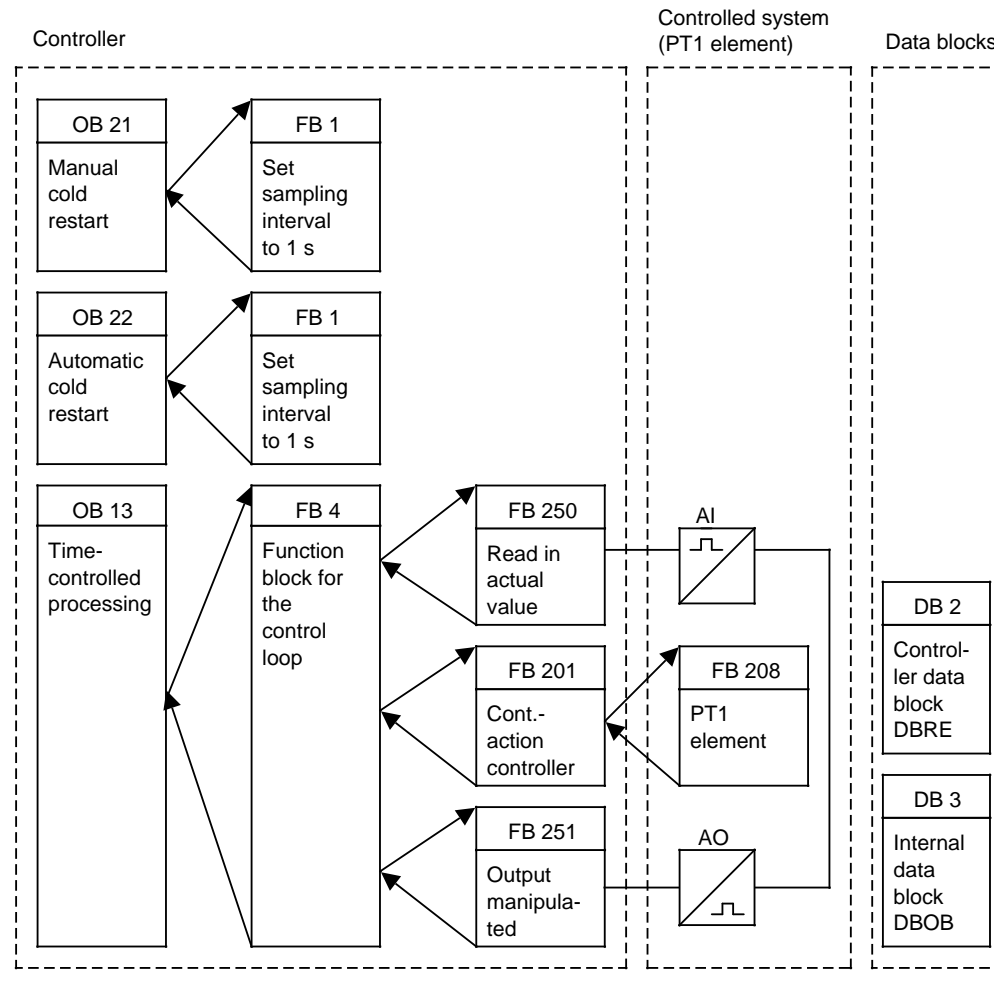 Controller
Controlled system
(PT1 element)
Data blocks
OB 21
Manual
cold
restart
FB 1
Set
sampling
interval
to 1 s
OB 22
Automatic
cold
restart
FB 1
Set
sampling
interval
to 1 s
OB 13
Time-
controlled
processing
FB 4
Function
block for
the
control
loop
FB 250
Read in
actual
value
AI
FB 201
Cont.-
action
controller
FB 208
PT1
element
FB 251
Output
manipula-
ted
AO
DB 2
Control-
ler data
block
DBRE
DB 3
Internal
data
block
DBOB